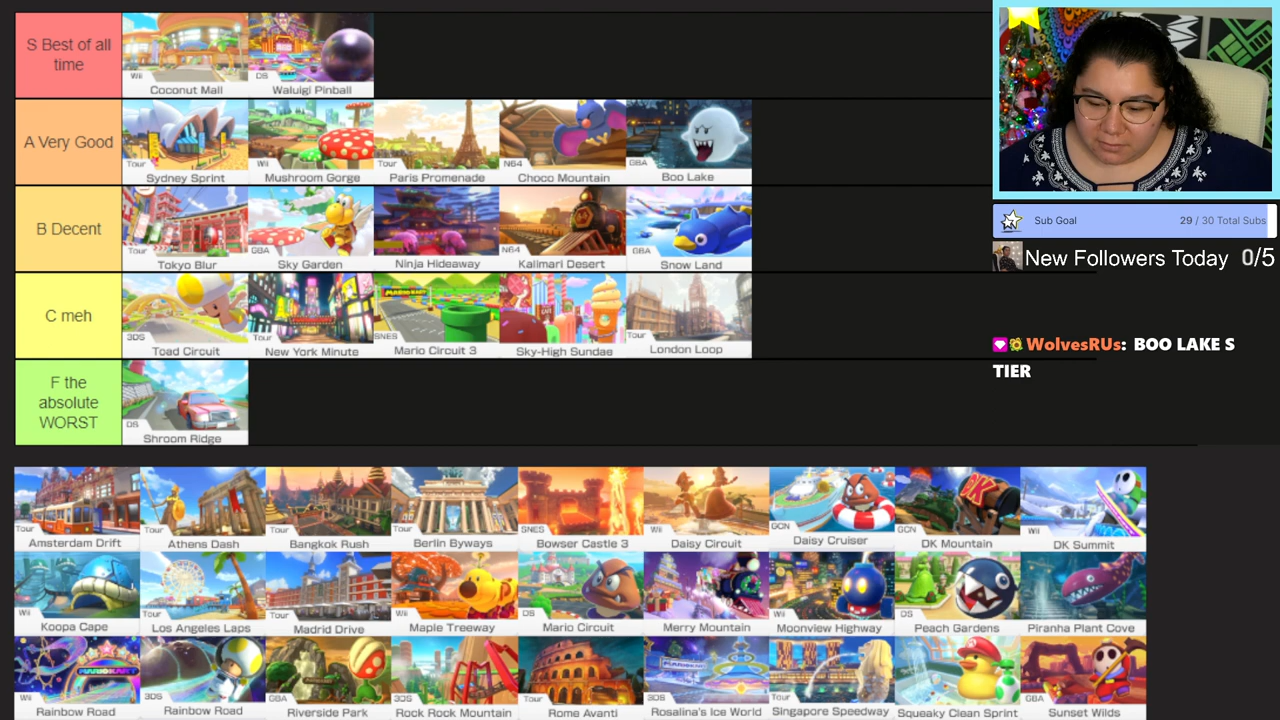 S Best of all
time
Wii
Coconut Mall
DS
Waluigi Pinball
A Very Good
Tour
Sydney Sprint
Wii
Mushroom Gorge
Tour
Paris Promenade
N64
Choco Mountain
GBA
Boo Lake
B Decent
Tour
Tokyo Blur
GBA
Sky Garden
Ninja Hideaway
N64
Kalimari Desert
GBA
Snow Land
C meh
3DS
Toad Circuit
Tour
New York Minute
MARIOKART
SNES
Mario Circuit 3
Sky-High Sundae
Tour
London Loop
F the
absolute
WORST
DS
Shroom Ridge
Sub Goal
29 / 30 Total Subs
New Followers Today 0/5
WolvesRUs: BOO LAKE S
TIER
Tour
Amsterdam Drift
Tour
Athens Dash
Tour
Bangkok Rush
Tour
Berlin Byways
SNES
Bowser Castle 3
Wii
Daisy Circuit
GCN
Daisy Cruiser
DK
GCN
DK Mountain
Wii
DK Summit
Wii
Koopa Cape
Tour
Los Angeles Laps
Tour
Madrid Drive
Wii
Maple Treeway
DS
Mario Circuit
Merry Mountain
Wii
Moonview Highway
DS
Peach Gardens
Piranha Plant Cove
MARIOKART
Wii
Rainbow Road
3DS
Rainbow Road
GBA
Riverside Park
3DS
Rock Rock Mountain
Tour
Rome Avanti
MARIOKART
3DS
Rosalina's Ice World
Tour
Singapore Speedway
Squeaky Clean Sprint
GBA
Sunset Wilds